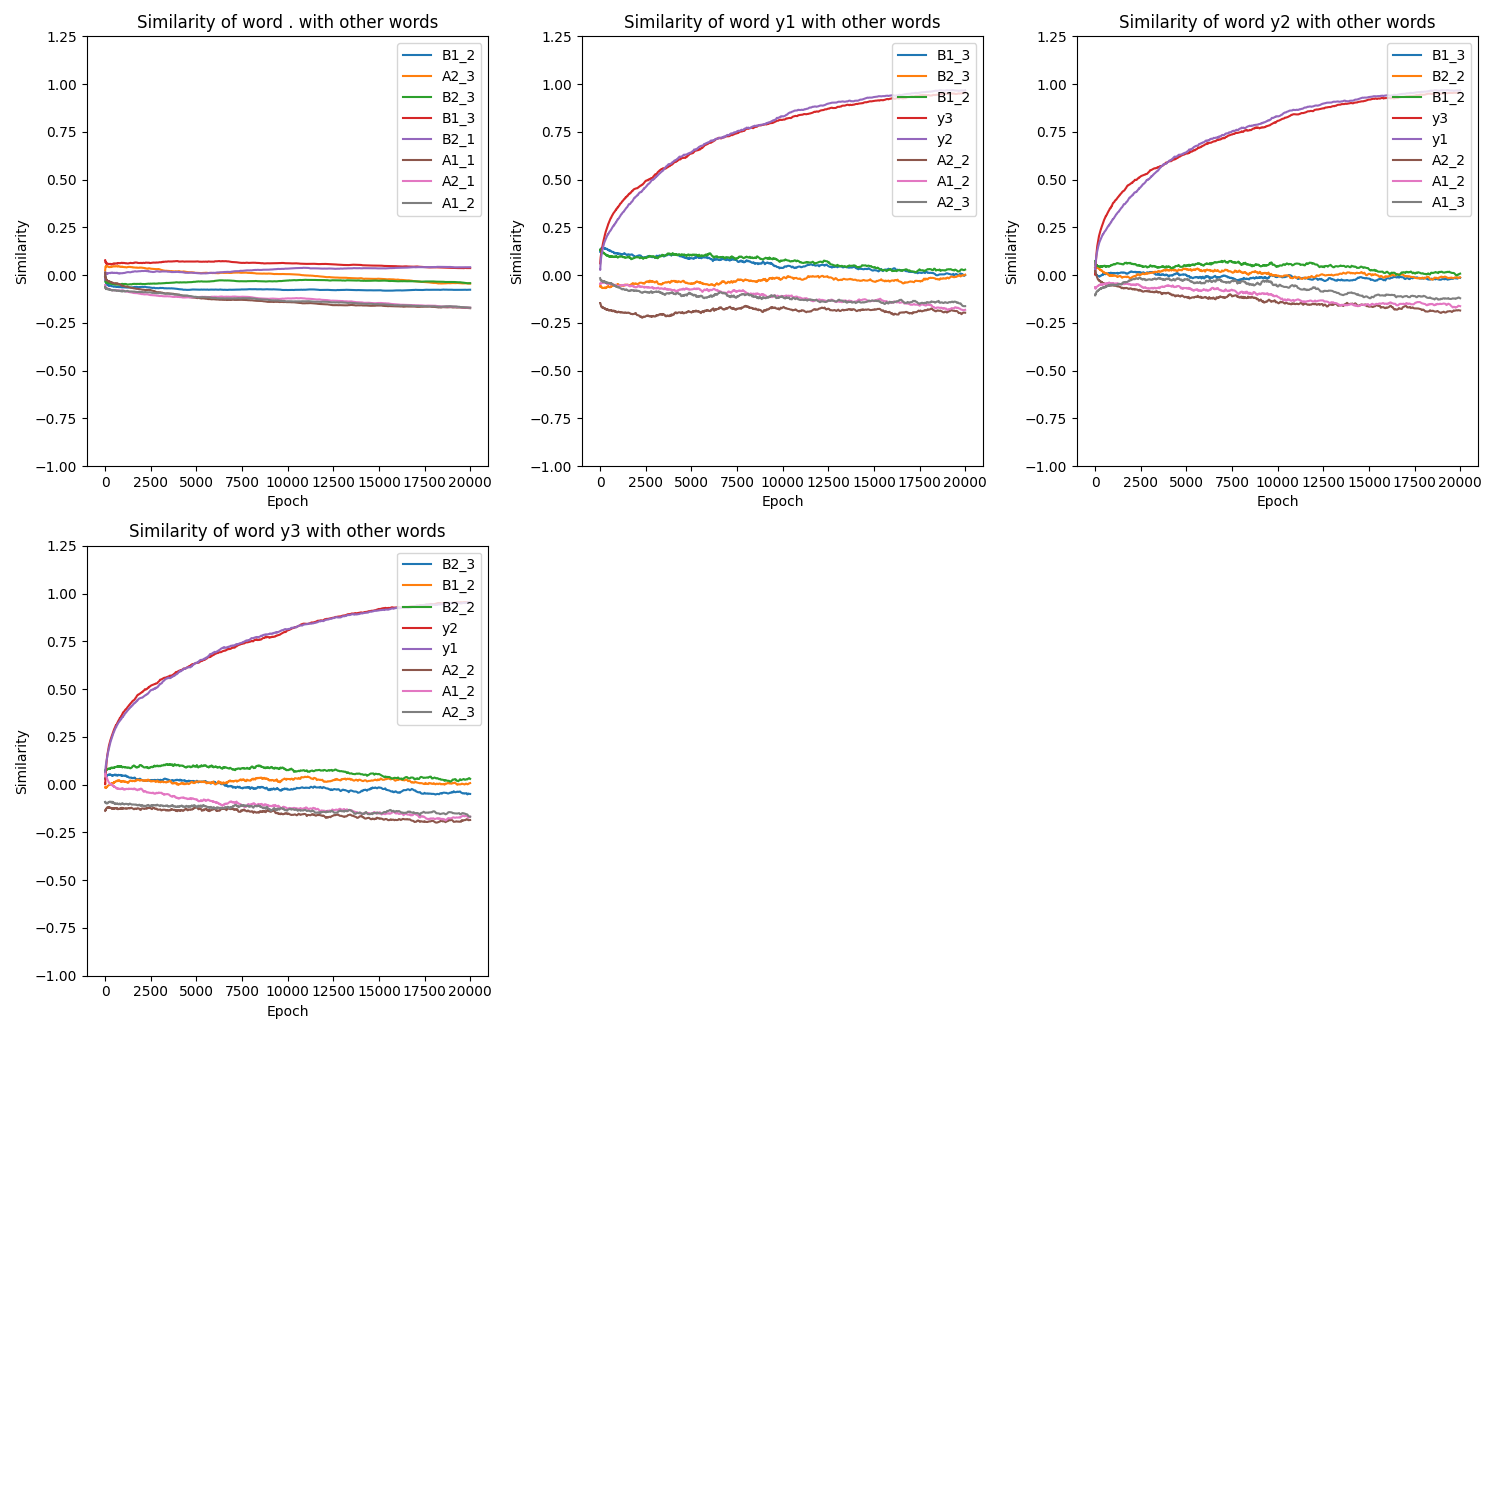 Similarity of word . with other words
1.25
1.00
0.75
0.50
0.25
0.00
−0.25
−0.50
−0.75
−1.00
Similarity
B1_2
A2_3
B2_3
B1_3
B2_1
A1_1
A2_1
A1_2
0 2500 5000 7500 10000 12500 15000 17500 20000
Epoch
Similarity of word y1 with other words
1.25
1.00
0.75
0.50
0.25
0.00
−0.25
−0.50
−0.75
−1.00
Similarity
B1_3
B2_3
B1_2
y3
y2
A2_2
A1_2
A2_3
0 2500 5000 7500 10000 12500 15000 17500 20000
Epoch
Similarity of word y2 with other words
1.25
1.00
0.75
0.50
0.25
0.00
−0.25
−0.50
−0.75
−1.00
Similarity
B1_3
B2_2
B1_2
y3
y1
A2_2
A1_2
A1_3
0 2500 5000 7500 10000 12500 15000 17500 20000
Epoch
Similarity of word y3 with other words
1.25
1.00
0.75
0.50
0.25
0.00
−0.25
−0.50
−0.75
−1.00
Similarity
B2_3
B1_2
B2_2
y2
y1
A2_2
A1_2
A2_3
0 2500 5000 7500 10000 12500 15000 17500 20000
Epoch